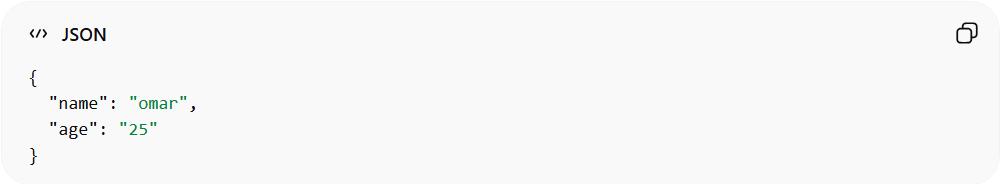 JSON
{
  "name": "omar",
  "age": "25"
}